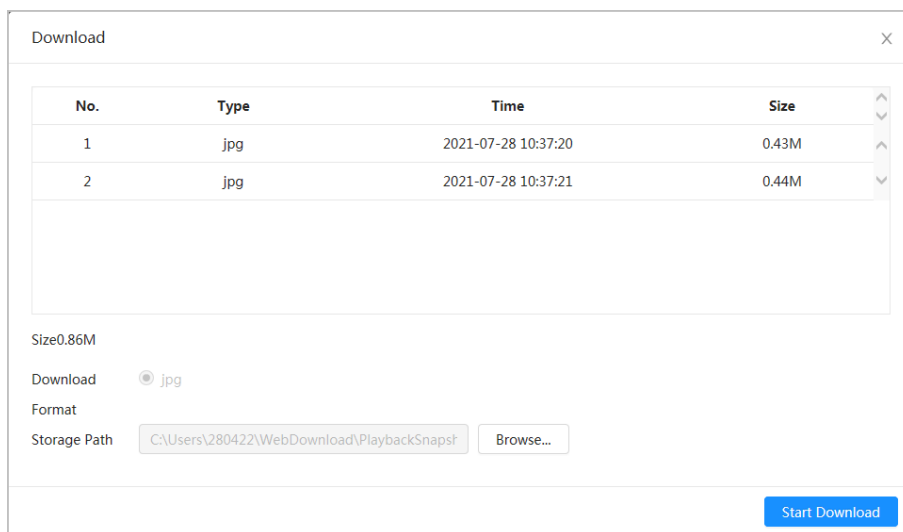 Download
No. Type Time Size
1 jpg 2021-07-28 10:37:20 0.43M
2 jpg 2021-07-28 10:37:21 0.44M
Size0.86M
Download jpg
Format
Storage Path C:\Users\280422\WebDownload\PlaybackSnapsh Browse...
Start Download